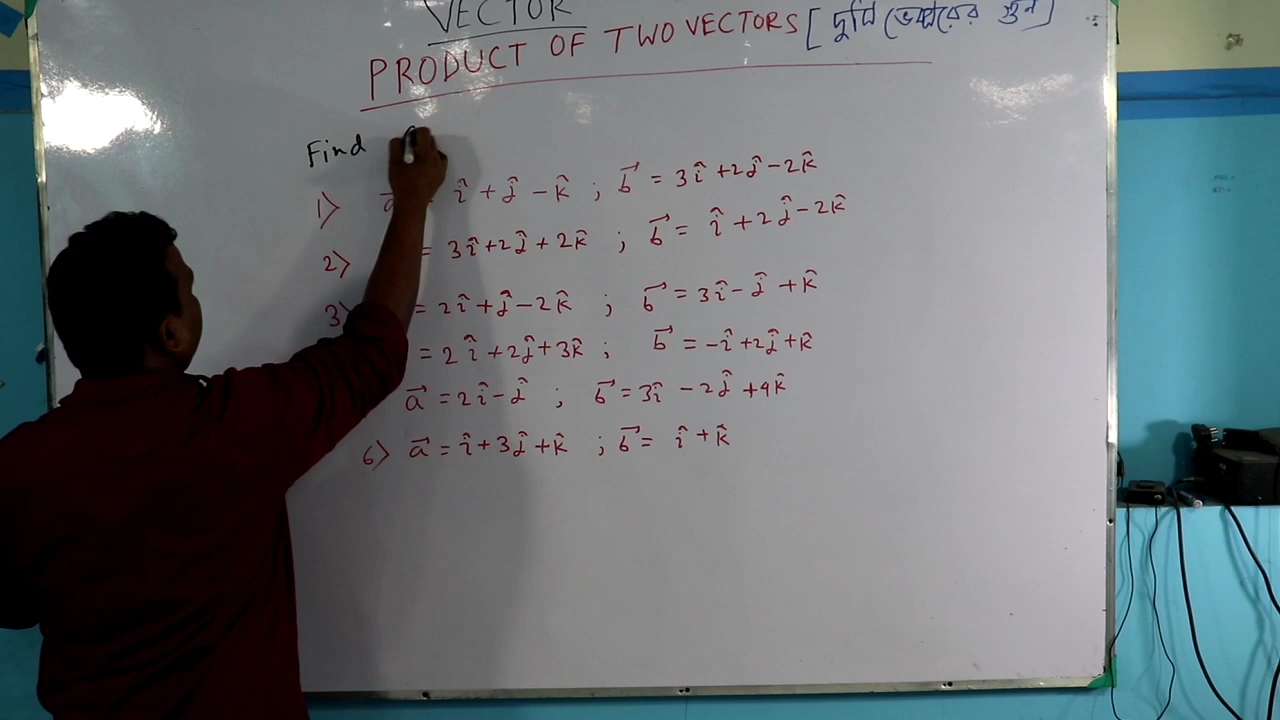 VECTOR
PRODUCT OF TWO VECTORS [দুটি ভেক্টরের গুন]
Find
1) a⃗ = î + ĵ - k̂ ; b⃗ = 3î + 2ĵ - 2k̂
2) = 3î + 2ĵ + 2k̂ ; b⃗ = î + 2ĵ - 2k̂
3) = 2î + ĵ - 2k̂ ; b⃗ = 3î - ĵ + k̂
= 2î + 2ĵ + 3k̂ ; b⃗ = -î + 2ĵ + k̂
a⃗ = 2î - ĵ ; b⃗ = 3î - 2ĵ + 4k̂
6) a⃗ = î + 3ĵ + k̂ ; b⃗ = î + k̂